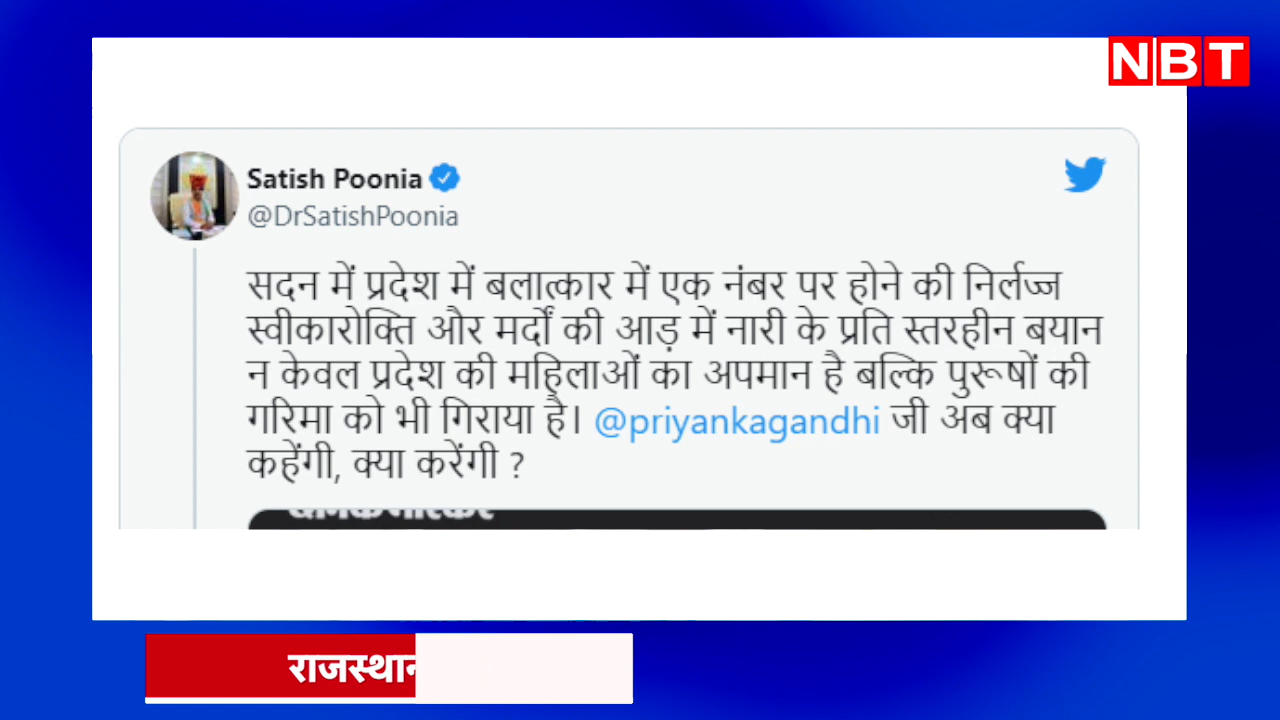 NBT
Satish Poonia
@DrSatishPoonia
सदन में प्रदेश में बलात्कार में एक नंबर पर होने की निर्लज्ज
स्वीकारोक्ति और मर्दों की आड़ में नारी के प्रति स्तरहीन बयान
न केवल प्रदेश की महिलाओं का अपमान है बल्कि पुरूषों की
गरिमा को भी गिराया है। @priyankagandhi जी अब क्या
कहेंगी, क्या करेंगी ?
राजस्थान